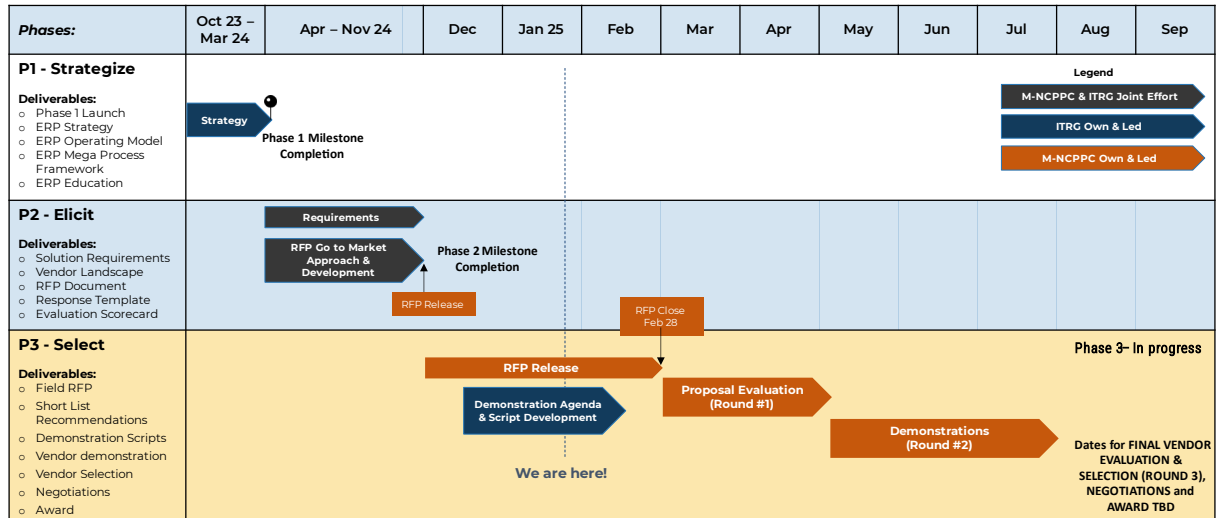 Phases:
Oct 23 –
Mar 24
Apr – Nov 24
Dec
Jan 25
Feb
Mar
Apr
May
Jun
Jul
Aug
Sep
P1 - Strategize
Deliverables:
o Phase 1 Launch
o ERP Strategy
o ERP Operating Model
o ERP Mega Process
Framework
o ERP Education
Strategy
Phase 1 Milestone
Completion
Legend
M-NCPPC & ITRG Joint Effort
ITRG Own & Led
M-NCPPC Own & Led
P2 - Elicit
Deliverables:
o Solution Requirements
o Vendor Landscape
o RFP Document
o Response Template
o Evaluation Scorecard
Requirements
RFP Go to Market
Approach &
Development
Phase 2 Milestone
Completion
RFP Release
RFP Close
Feb 28
P3 - Select
Deliverables:
o Field RFP
o Short List
Recommendations
o Demonstration Scripts
o Vendor demonstration
o Vendor Selection
o Negotiations
o Award
Phase 3– In progress
RFP Release
Demonstration Agenda
& Script Development
Proposal Evaluation
(Round #1)
Demonstrations
(Round #2)
We are here!
Dates for FINAL VENDOR
EVALUATION &
SELECTION (ROUND 3),
NEGOTIATIONS and
AWARD TBD